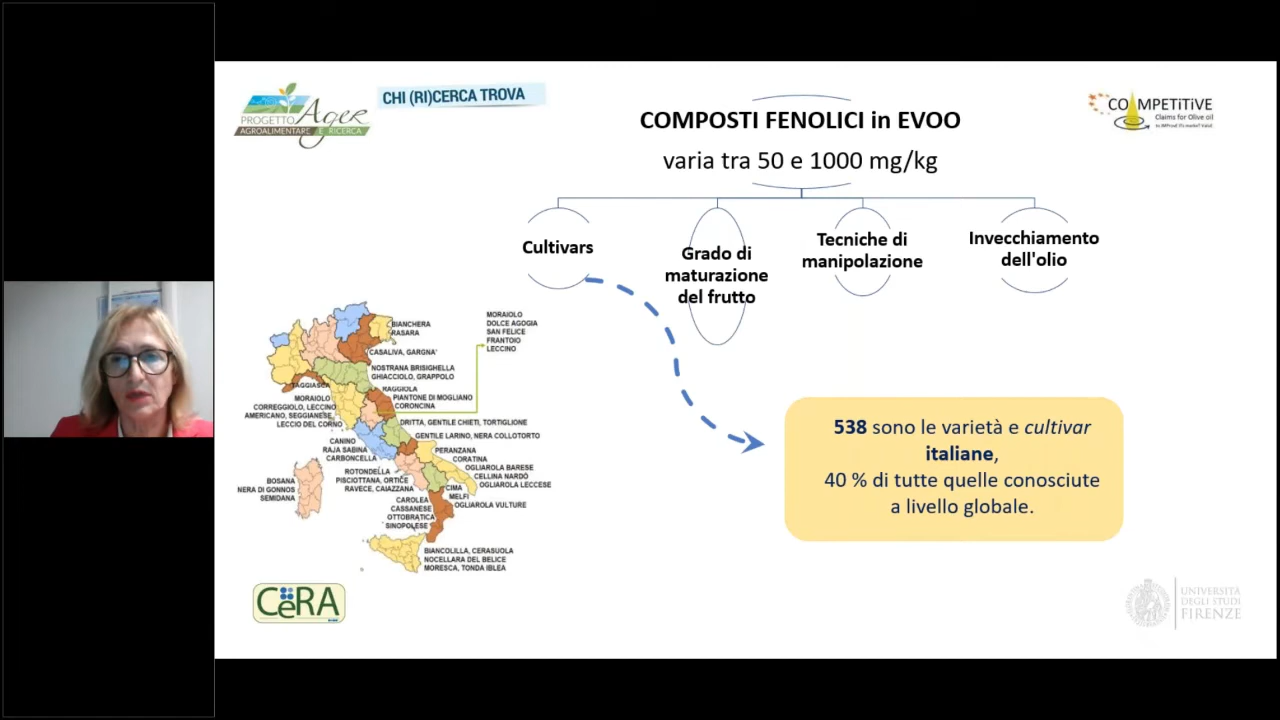 PROGETTO
Ager
AGROALIMENTARE E RICERCA
CHI (RI)CERCA TROVA
COMPETITIVE
Claims for Olive oil
to IMProve its market ValuE
COMPOSTI FENOLICI in EVOO
varia tra 50 e 1000 mg/kg
Cultivars
Grado di
maturazione
del frutto
Tecniche di
manipolazione
Invecchiamento
dell'olio
MORAIOLO
DOLCE AGOGIA
SAN FELICE
FRANTOIO
LECCINO
BIANCHERA
RASARA
CASALIVA, GARGNA'
NOSTRANA BRISIGHELLA
GHIACCIOLO, GRAPPOLO
TAGGIASCA
RAGGIOLA
PIANTONE DI MOGLIANO
CORONCINA
MORAIOLO
CORREGGIOLO, LECCINO
AMERICANO, SEGGIANESE,
LECCIO DEL CORNO
DRITTA, GENTILE CHIETI, TORTIGLIONE
GENTILE LARINO, NERA COLLOTORTO
CANINO
RAJA SABINA
CARBONCELLA
PERANZANA
CORATINA
OGLIAROLA BARESE
CELLINA NARDÒ
OGLIAROLA LECCESE
ROTONDELLA
PISCIOTTANA, ORTICE
RAVECE, CAIAZZANA
BOSANA
NERA DI GONNOS
SEMIDANA
CIMA
MELFI
OGLIAROLA VULTURE
CAROLEA
CASSANESE
OTTOBRATICA
SINOPOLESE
BIANCOLILLA, CERASUOLA
NOCELLARA DEL BELICE
MORESCA, TONDA IBLEA
538 sono le varietà e cultivar
italiane,
40 % di tutte quelle conosciute
a livello globale.
CeRA
UNIVERSITÀ
DEGLI STUDI
FIRENZE